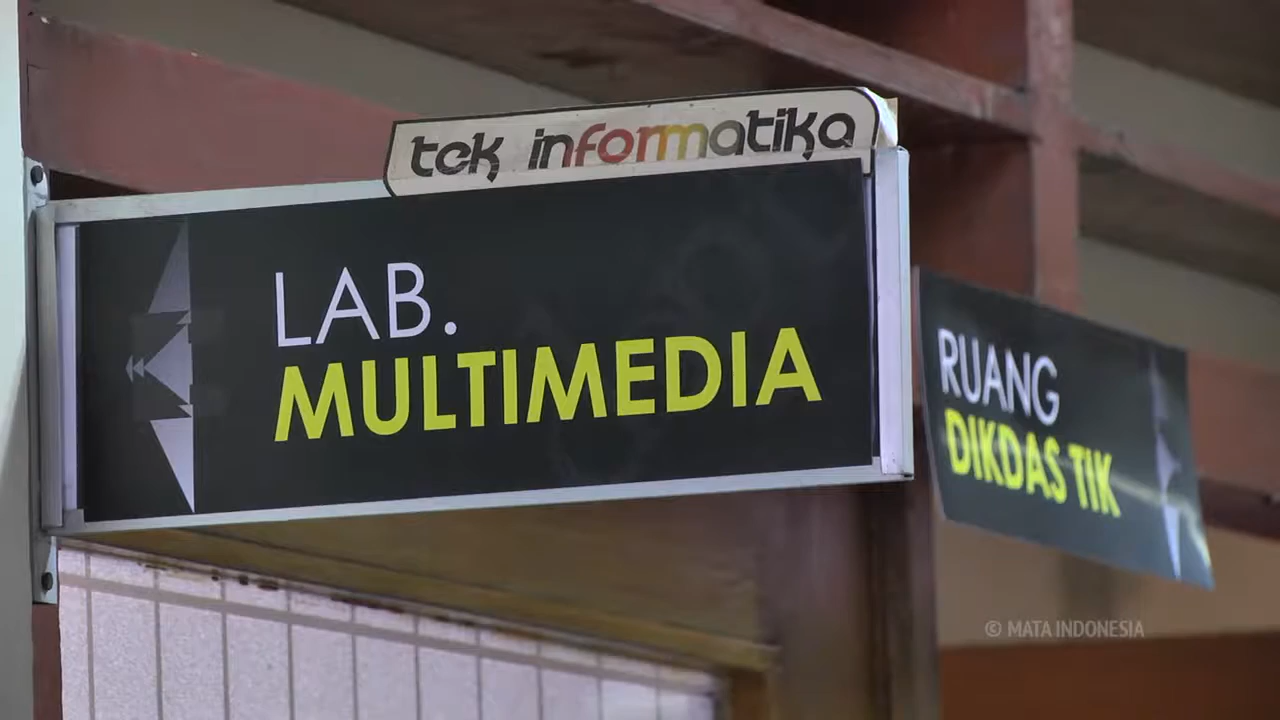 tek informatika
LAB.
MULTIMEDIA
RUANG
DIKDAS TIK
© MATA INDONESIA